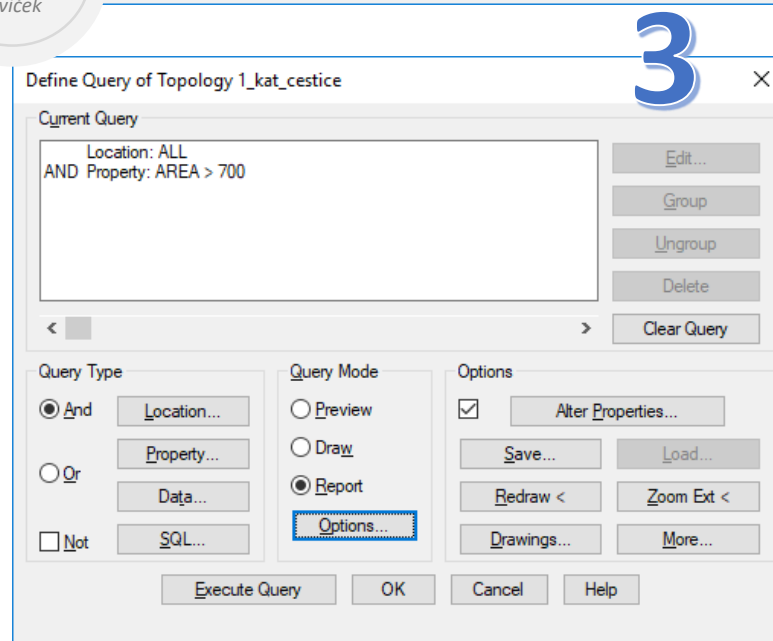 3
Define Query of Topology 1_kat_cestice
Current Query
Location: ALL
AND Property: AREA > 700
Edit...
Group
Ungroup
Delete
Clear Query
Query Type
And
Location...
Property...
Or
Data...
Not
SQL...
Query Mode
Preview
Draw
Report
Options...
Options
Alter Properties...
Save...
Load...
Redraw <
Zoom Ext <
Drawings...
More...
Execute Query
OK
Cancel
Help